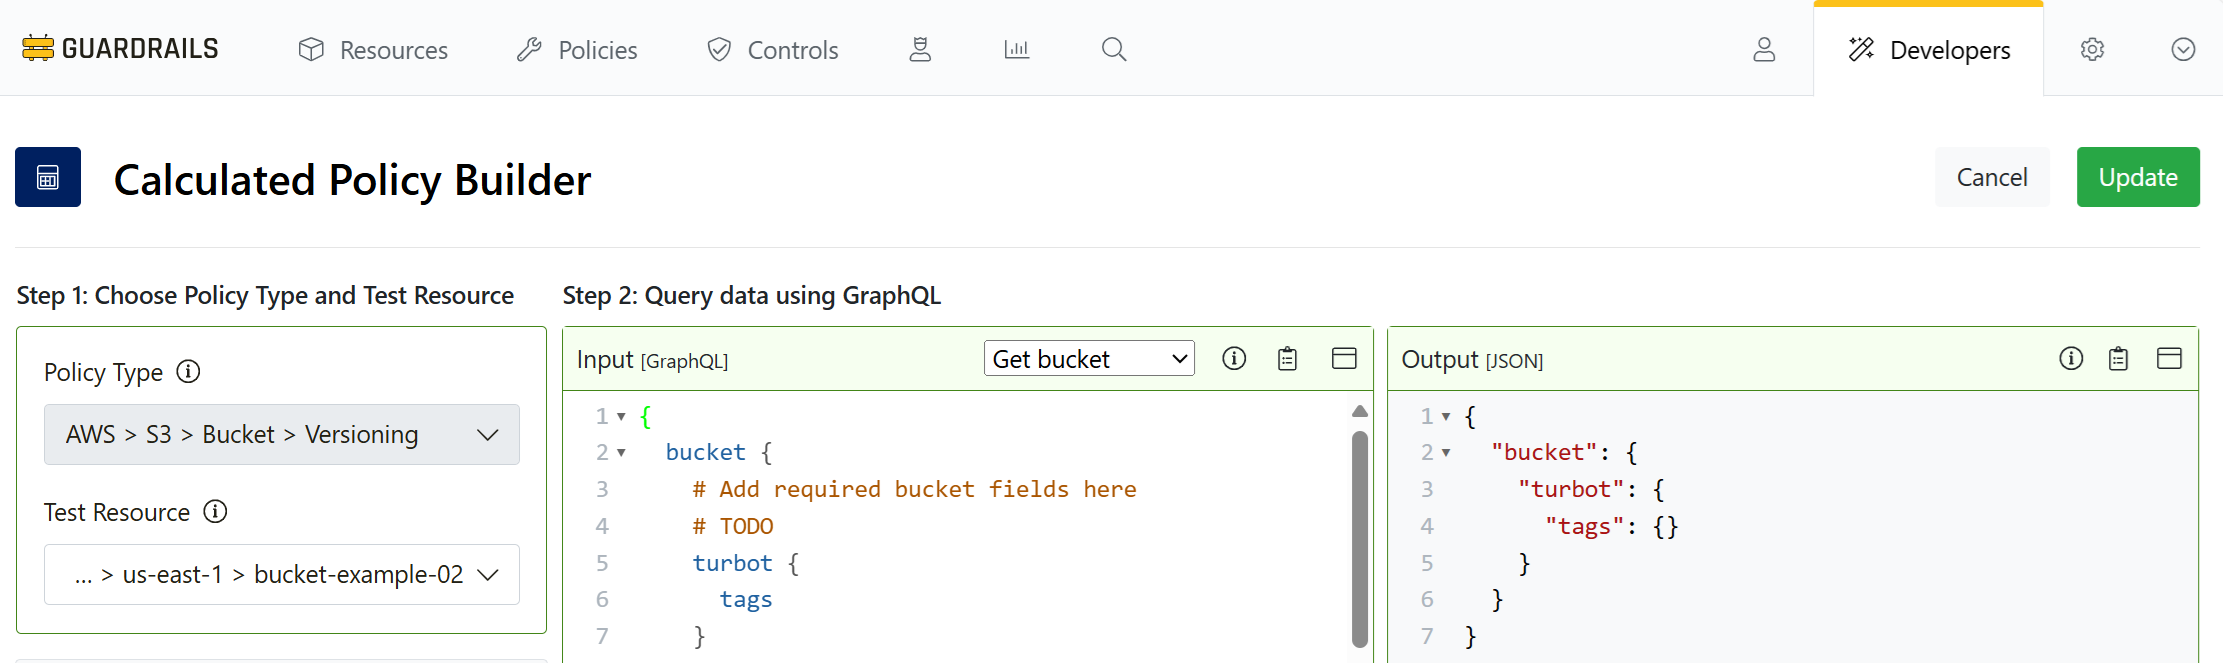 GUARDRAILS Resources Policies Controls Developers
Calculated Policy Builder Cancel Update
Step 1: Choose Policy Type and Test Resource
Policy Type
AWS > S3 > Bucket > Versioning
Test Resource
... > us-east-1 > bucket-example-02
Step 2: Query data using GraphQL
Input [GraphQL] Get bucket
1 {
2 bucket {
3 # Add required bucket fields here
4 # TODO
5 turbot {
6 tags
7 }
Output [JSON]
1 {
2 "bucket": {
3 "turbot": {
4 "tags": {}
5 }
6 }
7 }